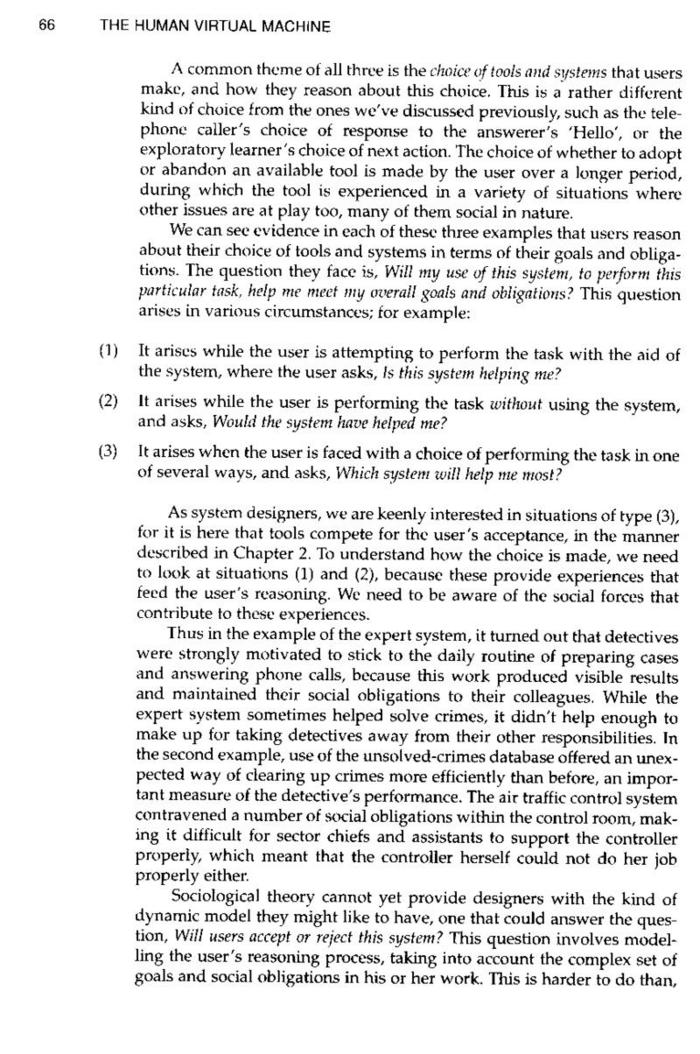 66 THE HUMAN VIRTUAL MACHINE
A common theme of all three is the choice of tools and systems that users
make, and how they reason about this choice. This is a rather different
kind of choice from the ones we've discussed previously, such as the tele-
phone caller's choice of response to the answerer's 'Hello', or the
exploratory learner's choice of next action. The choice of whether to adopt
or abandon an available tool is made by the user over a longer period,
during which the tool is experienced in a variety of situations where
other issues are at play too, many of them social in nature.
We can see evidence in each of these three examples that users reason
about their choice of tools and systems in terms of their goals and obliga-
tions. The question they face is, Will my use of this system, to perform this
particular task, help me meet my overall goals and obligations? This question
arises in various circumstances; for example:
(1) It arises while the user is attempting to perform the task with the aid of
the system, where the user asks, Is this system helping me?
(2) It arises while the user is performing the task without using the system,
and asks, Would the system have helped me?
(3) It arises when the user is faced with a choice of performing the task in one
of several ways, and asks, Which system will help me most?
As system designers, we are keenly interested in situations of type (3),
for it is here that tools compete for the user's acceptance, in the manner
described in Chapter 2. To understand how the choice is made, we need
to look at situations (1) and (2), because these provide experiences that
feed the user's reasoning. We need to be aware of the social forces that
contribute to these experiences.
Thus in the example of the expert system, it turned out that detectives
were strongly motivated to stick to the daily routine of preparing cases
and answering phone calls, because this work produced visible results
and maintained their social obligations to their colleagues. While the
expert system sometimes helped solve crimes, it didn't help enough to
make up for taking detectives away from their other responsibilities. In
the second example, use of the unsolved-crimes database offered an unex-
pected way of clearing up crimes more efficiently than before, an impor-
tant measure of the detective's performance. The air traffic control system
contravened a number of social obligations within the control room, mak-
ing it difficult for sector chiefs and assistants to support the controller
properly, which meant that the controller herself could not do her job
properly either.
Sociological theory cannot yet provide designers with the kind of
dynamic model they might like to have, one that could answer the ques-
tion, Will users accept or reject this system? This question involves model-
ling the user's reasoning process, taking into account the complex set of
goals and social obligations in his or her work. This is harder to do than,